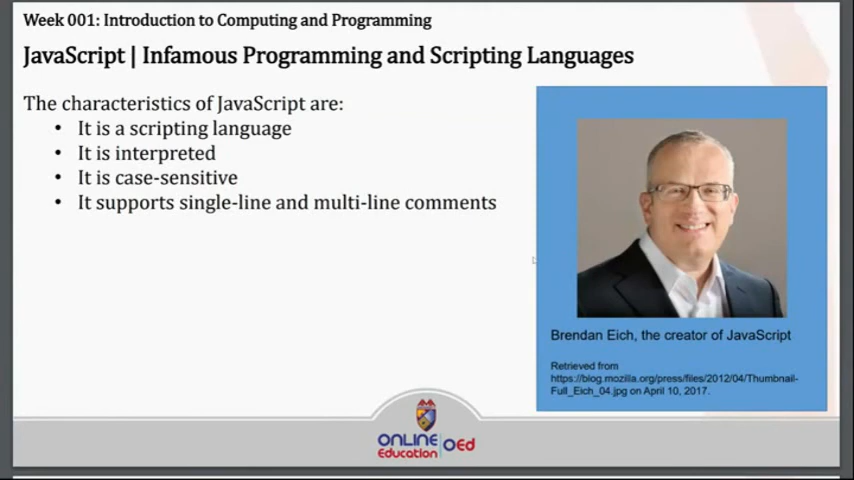 Week 001: Introduction to Computing and Programming
JavaScript | Infamous Programming and Scripting Languages
The characteristics of JavaScript are:
• It is a scripting language
• It is interpreted
• It is case-sensitive
• It supports single-line and multi-line comments
Brendan Eich, the creator of JavaScript
Retrieved from
https://blog.mozilla.org/press/files/2012/04/Thumbnail-
Full_Eich_04.jpg on April 10, 2017.
ONLINE
Education
OEd